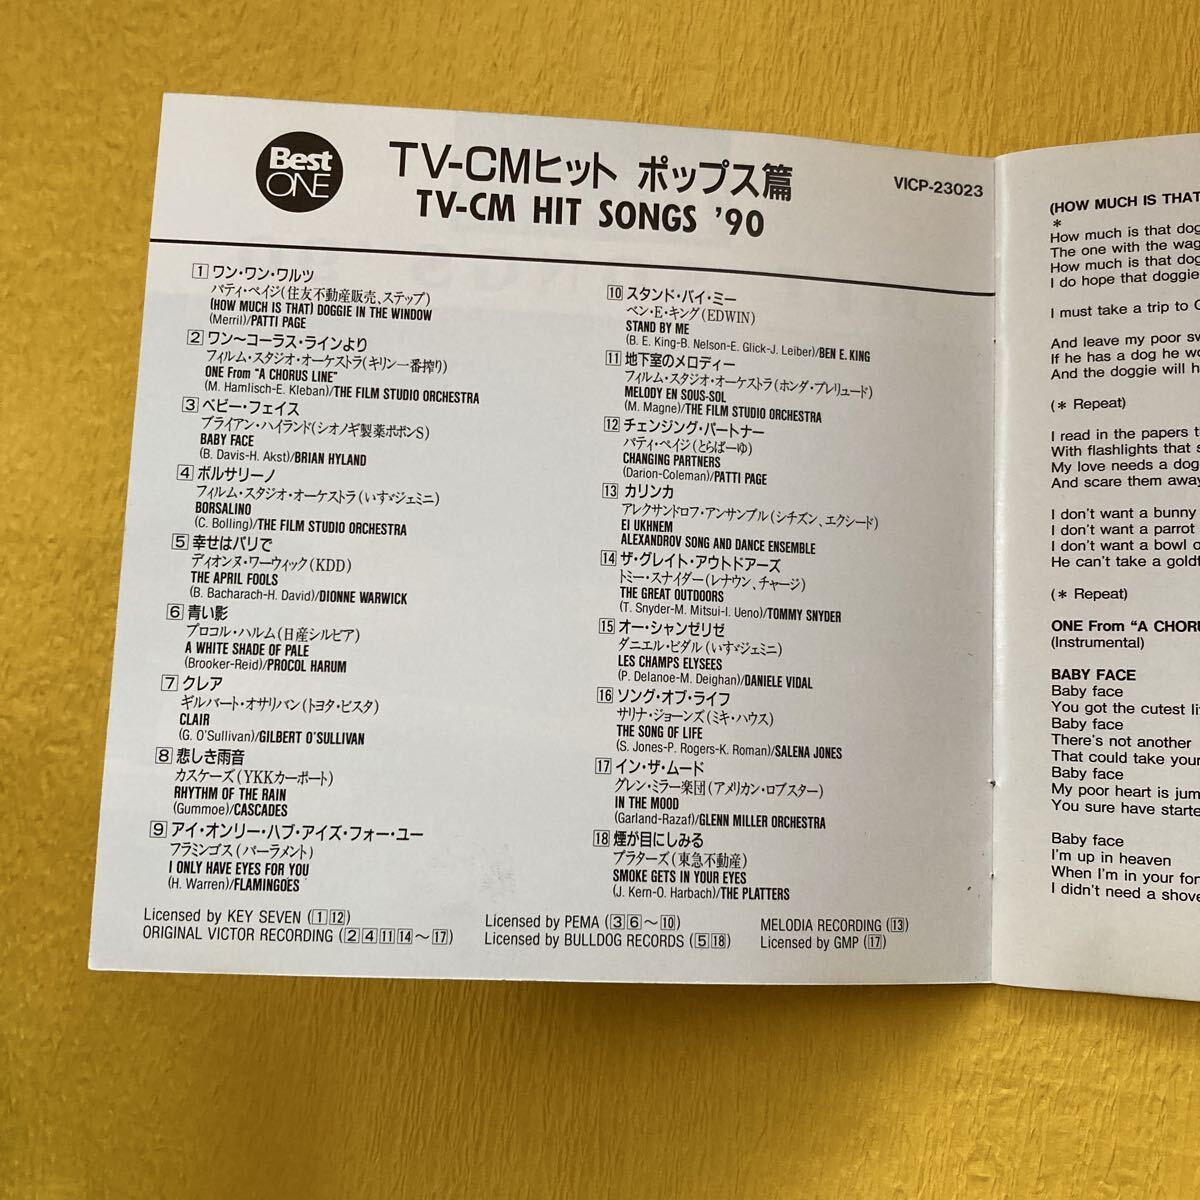 Best
ONE
TV-CMヒット ポップス篇
TV-CM HIT SONGS '90
VICP-23023
1 ワン・ワン・ワルツ
パティ・ペイジ(住友不動産販売、ステップ)
(HOW MUCH IS THAT) DOGGIE IN THE WINDOW
(Merril)/PATTI PAGE
2 ワン〜コーラス・ラインより
フィルム・スタジオ・オーケストラ(キリン一番搾り)
ONE From "A CHORUS LINE"
(M. Hamlisch-E. Kleban)/THE FILM STUDIO ORCHESTRA
3 ベビー・フェイス
ブライアン・ハイランド(シオノギ製薬ポポンS)
BABY FACE
(B. Davis-H. Akst)/BRIAN HYLAND
4 ボルサリーノ
フィルム・スタジオ・オーケストラ(いすゞジェミニ)
BORSALINO
(C. Bolling)/THE FILM STUDIO ORCHESTRA
5 幸せはパリで
ディオンヌ・ワーウィック(KDD)
THE APRIL FOOLS
(B. Bacharach-H. David)/DIONNE WARWICK
6 青い影
プロコル・ハルム(日産シルビア)
A WHITE SHADE OF PALE
(Brooker-Reid)/PROCOL HARUM
7 クレア
ギルバート・オサリバン(トヨタ・ビスタ)
CLAIR
(G. O'Sullivan)/GILBERT O'SULLIVAN
8 悲しき雨音
カスケーズ(YKKカーポート)
RHYTHM OF THE RAIN
(Gummoe)/CASCADES
9 アイ・オンリー・ハブ・アイズ・フォー・ユー
フラミンゴス(パーラメント)
I ONLY HAVE EYES FOR YOU
(H. Warren)/FLAMINGOES
10 スタンド・バイ・ミー
ベン・E・キング(EDWIN)
STAND BY ME
(B. E. King-B. Nelson-E. Glick-J. Leiber)/BEN E. KING
11 地下室のメロディー
フィルム・スタジオ・オーケストラ(ホンダ・プレリュード)
MELODY EN SOUS-SOL
(M. Magne)/THE FILM STUDIO ORCHESTRA
12 チェンジング・パートナー
パティ・ペイジ(とらばーゆ)
CHANGING PARTNERS
(Darion-Coleman)/PATTI PAGE
13 カリンカ
アレクサンドロフ・アンサンブル(シチズン、エクシード)
EI UKHNEM
ALEXANDROV SONG AND DANCE ENSEMBLE
14 ザ・グレイト・アウトドアーズ
トミー・スナイダー(レナウン、チャージ)
THE GREAT OUTDOORS
(T. Snyder-M. Mitsui-I. Ueno)/TOMMY SNYDER
15 オー・シャンゼリゼ
ダニエル・ビダル(いすゞジェミニ)
LES CHAMPS ELYSEES
(P. Delanoe-M. Deighan)/DANIELE VIDAL
16 ソング・オブ・ライフ
サリナ・ジョーンズ(ミキ・ハウス)
THE SONG OF LIFE
(S. Jones-P. Rogers-K. Roman)/SALENA JONES
17 イン・ザ・ムード
グレン・ミラー楽団(アメリカン・ロブスター)
IN THE MOOD
(Garland-Razaf)/GLENN MILLER ORCHESTRA
18 煙が目にしみる
プラターズ(東急不動産)
SMOKE GETS IN YOUR EYES
(J. Kern-O. Harbach)/THE PLATTERS
Licensed by KEY SEVEN (1 12)
ORIGINAL VICTOR RECORDING (2 4 11 14〜17)
Licensed by PEMA (3 6〜10)
Licensed by BULLDOG RECORDS (5 18)
MELODIA RECORDING (13)
Licensed by GMP (17)
(HOW MUCH IS THAT
*
How much is that dog
The one with the wag
How much is that dog
I do hope that doggie
I must take a trip to C
And leave my poor sw
If he has a dog he wo
And the doggie will h
(* Repeat)
I read in the papers t
With flashlights that s
My love needs a dog
And scare them away
I don't want a bunny
I don't want a parrot
I don't want a bowl o
He can't take a goldf
(* Repeat)
ONE From "A CHORU
(Instrumental)
BABY FACE
Baby face
You got the cutest li
Baby face
There's not another
That could take your
Baby face
My poor heart is jum
You sure have starte
Baby face
I'm up in heaven
When I'm in your for
I didn't need a shove